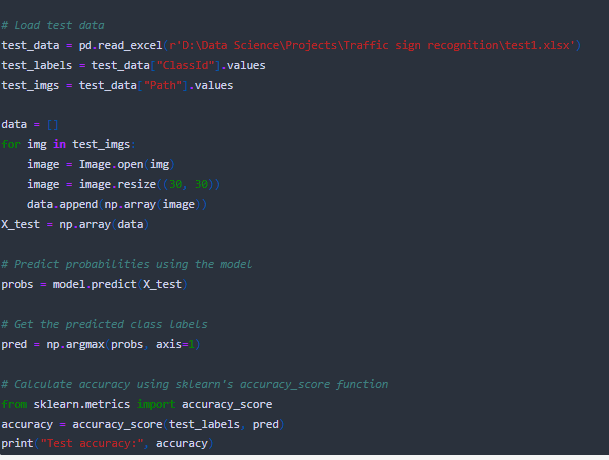 # Load test data
test_data = pd.read_excel(r'D:\Data Science\Projects\Traffic sign recognition\test1.xlsx')
test_labels = test_data["ClassId"].values
test_imgs = test_data["Path"].values
data = []
for img in test_imgs:
    image = Image.open(img)
    image = image.resize((30, 30))
    data.append(np.array(image))
X_test = np.array(data)
# Predict probabilities using the model
probs = model.predict(X_test)
# Get the predicted class labels
pred = np.argmax(probs, axis=1)
# Calculate accuracy using sklearn's accuracy_score function
from sklearn.metrics import accuracy_score
accuracy = accuracy_score(test_labels, pred)
print("Test accuracy:", accuracy)